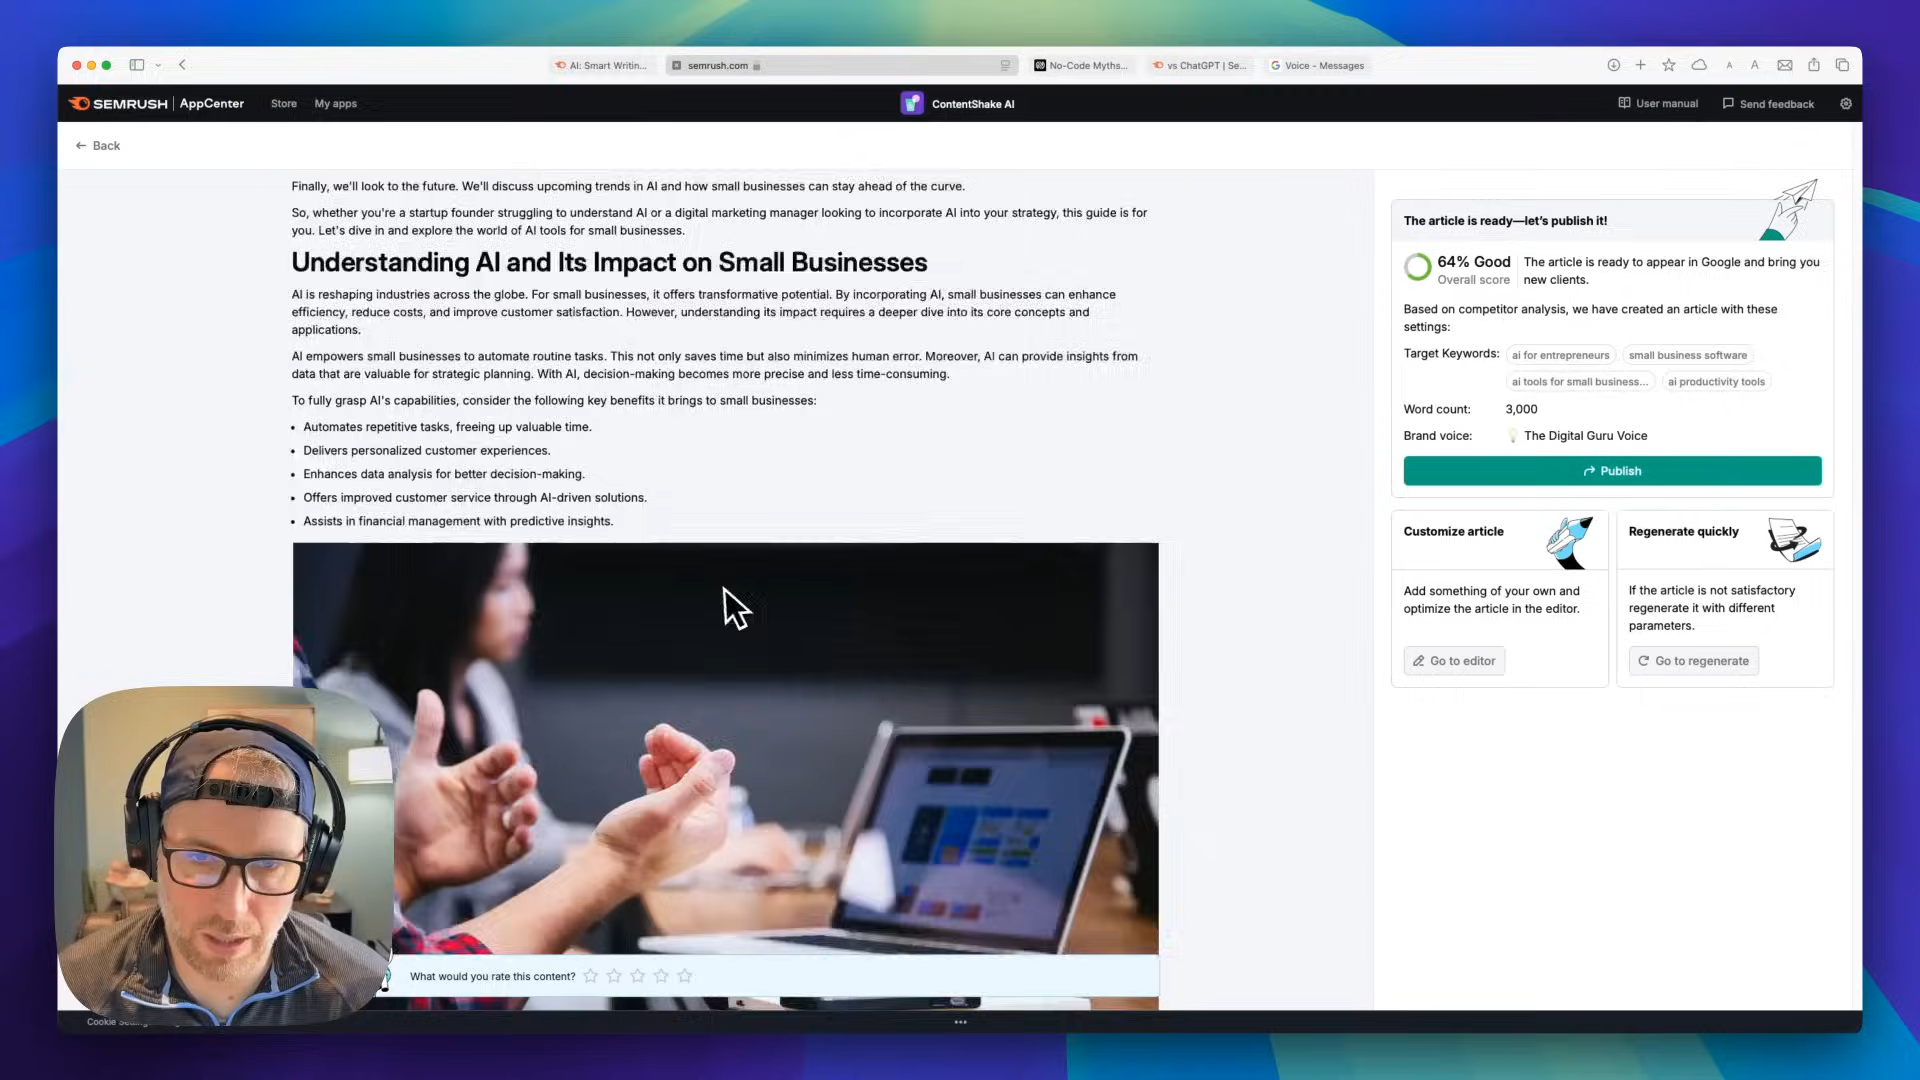 AI: Smart Writin...
semrush.com
No-Code Myths...
vs ChatGPT | Se...
Voice - Messages
SEMRUSH
AppCenter
Store
My apps
ContentShake AI
User manual
Send feedback
Back
Finally, we'll look to the future. We'll discuss upcoming trends in AI and how small businesses can stay ahead of the curve.
So, whether you're a startup founder struggling to understand AI or a digital marketing manager looking to incorporate AI into your strategy, this guide is for
you. Let's dive in and explore the world of AI tools for small businesses.
Understanding AI and Its Impact on Small Businesses
AI is reshaping industries across the globe. For small businesses, it offers transformative potential. By incorporating AI, small businesses can enhance
efficiency, reduce costs, and improve customer satisfaction. However, understanding its impact requires a deeper dive into its core concepts and
applications.
AI empowers small businesses to automate routine tasks. This not only saves time but also minimizes human error. Moreover, AI can provide insights from
data that are valuable for strategic planning. With AI, decision-making becomes more precise and less time-consuming.
To fully grasp AI's capabilities, consider the following key benefits it brings to small businesses:
• Automates repetitive tasks, freeing up valuable time.
• Delivers personalized customer experiences.
• Enhances data analysis for better decision-making.
• Offers improved customer service through AI-driven solutions.
• Assists in financial management with predictive insights.
What would you rate this content?
Cookie
The article is ready—let's publish it!
64% Good
Overall score
The article is ready to appear in Google and bring you
new clients.
Based on competitor analysis, we have created an article with these
settings:
Target Keywords:
ai for entrepreneurs
small business software
ai tools for small business...
ai productivity tools
Word count:
3,000
Brand voice:
The Digital Guru Voice
Publish
Customize article
Add something of your own and
optimize the article in the editor.
Go to editor
Regenerate quickly
If the article is not satisfactory
regenerate it with different
parameters.
Go to regenerate